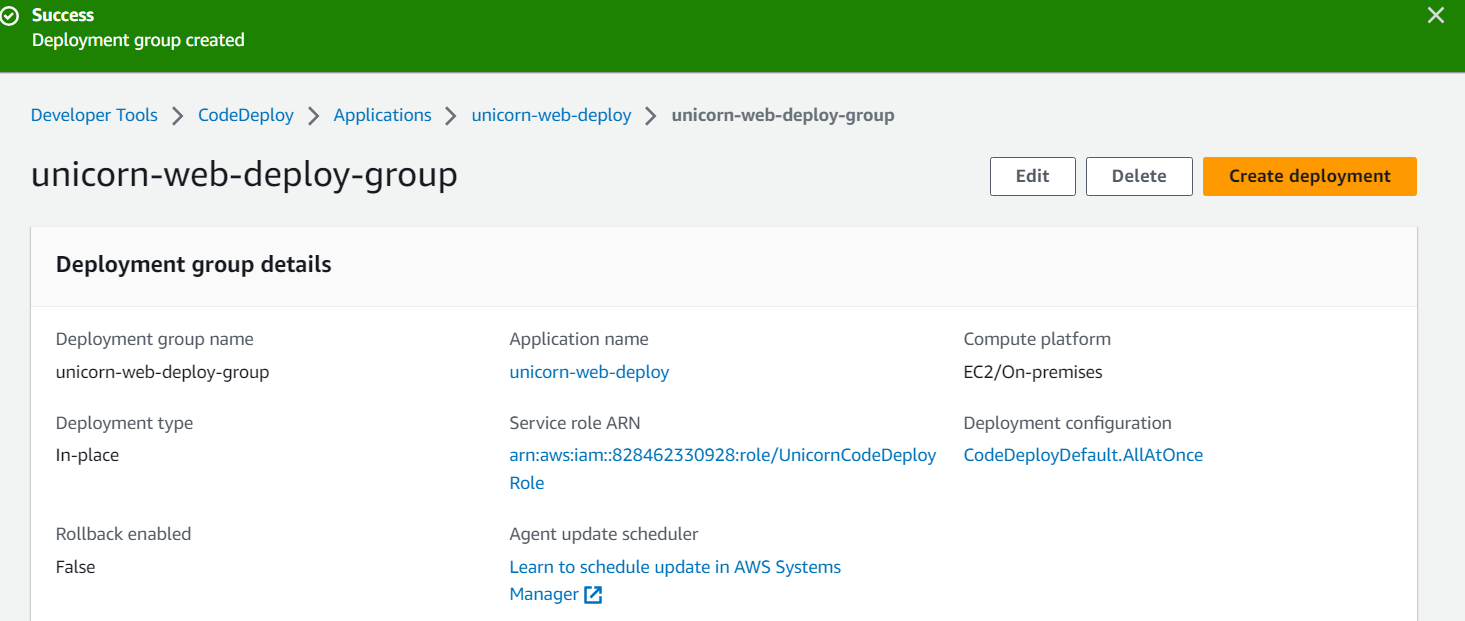 Success
Deployment group created
Developer Tools CodeDeploy Applications unicorn-web-deploy unicorn-web-deploy-group
unicorn-web-deploy-group
Edit Delete Create deployment
Deployment group details
Deployment group name
unicorn-web-deploy-group
Application name
unicorn-web-deploy
Compute platform
EC2/On-premises
Deployment type
In-place
Service role ARN
arn:aws:iam::828462330928:role/UnicornCodeDeploy
Role
Deployment configuration
CodeDeployDefault.AllAtOnce
Rollback enabled
False
Agent update scheduler
Learn to schedule update in AWS Systems
Manager